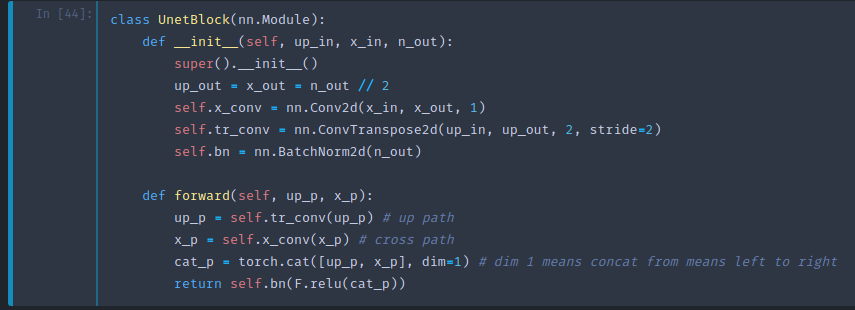 In [44]:
class UnetBlock(nn.Module):
    def __init__(self, up_in, x_in, n_out):
        super().__init__()
        up_out = x_out = n_out // 2
        self.x_conv = nn.Conv2d(x_in, x_out, 1)
        self.tr_conv = nn.ConvTranspose2d(up_in, up_out, 2, stride=2)
        self.bn = nn.BatchNorm2d(n_out)

    def forward(self, up_p, x_p):
        up_p = self.tr_conv(up_p) # up path
        x_p = self.x_conv(x_p) # cross path
        cat_p = torch.cat([up_p, x_p], dim=1) # dim 1 means concat from means left to right
        return self.bn(F.relu(cat_p))